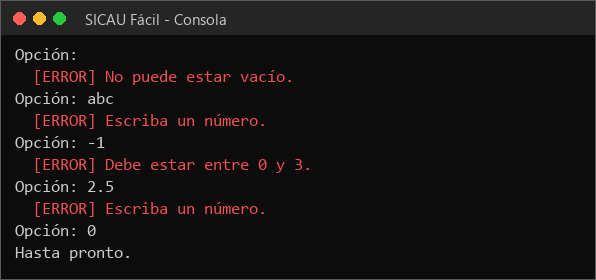 SICAU Fácil - Consola
Opción:
  [ERROR] No puede estar vacío.
Opción: abc
  [ERROR] Escriba un número.
Opción: -1
  [ERROR] Debe estar entre 0 y 3.
Opción: 2.5
  [ERROR] Escriba un número.
Opción: 0
Hasta pronto.